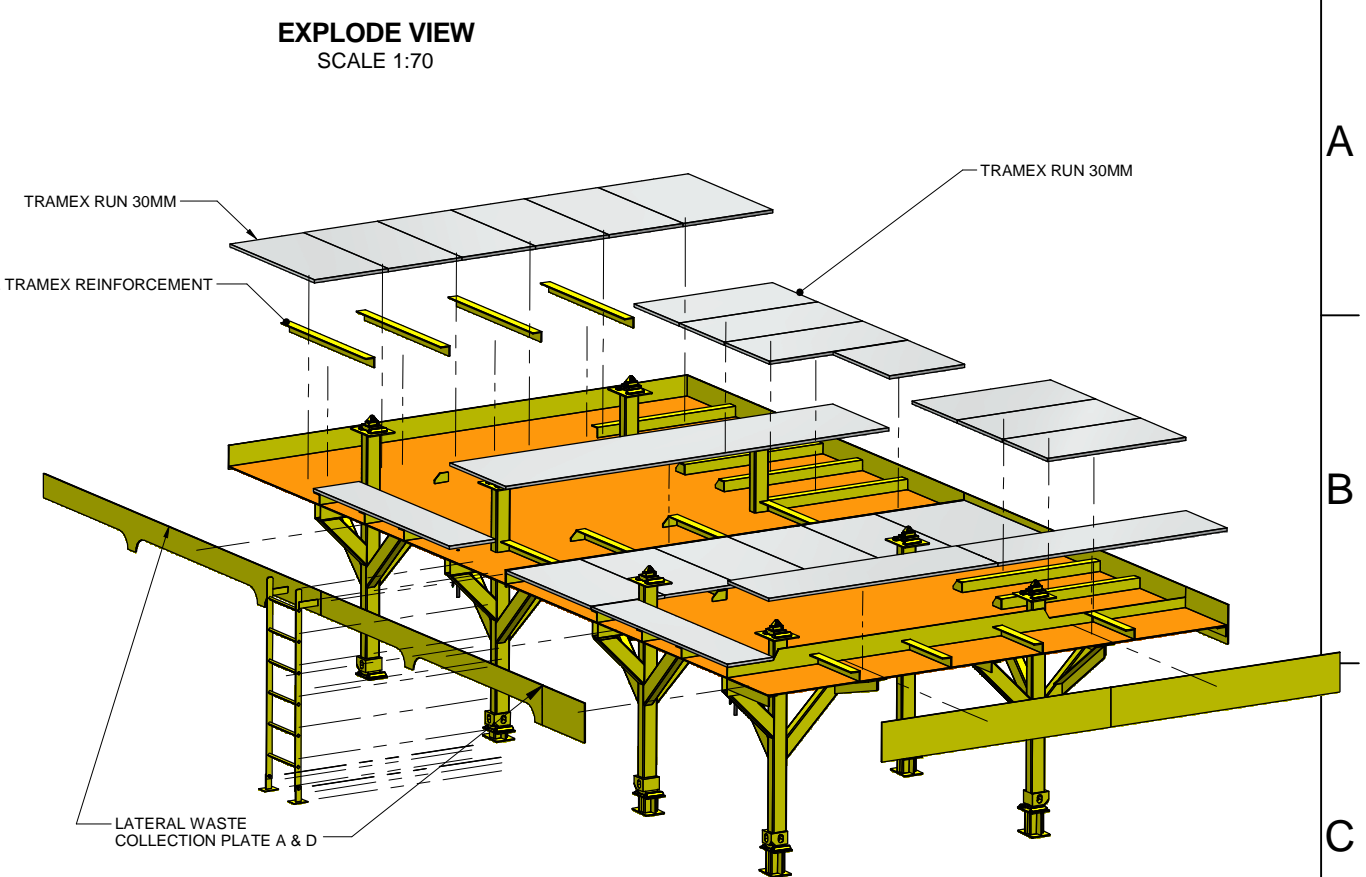 EXPLODE VIEW
SCALE 1:70
A
TRAMEX RUN 30MM
TRAMEX RUN 30MM
TRAMEX REINFORCEMENT
B
LATERAL WASTE
COLLECTION PLATE A & D
C